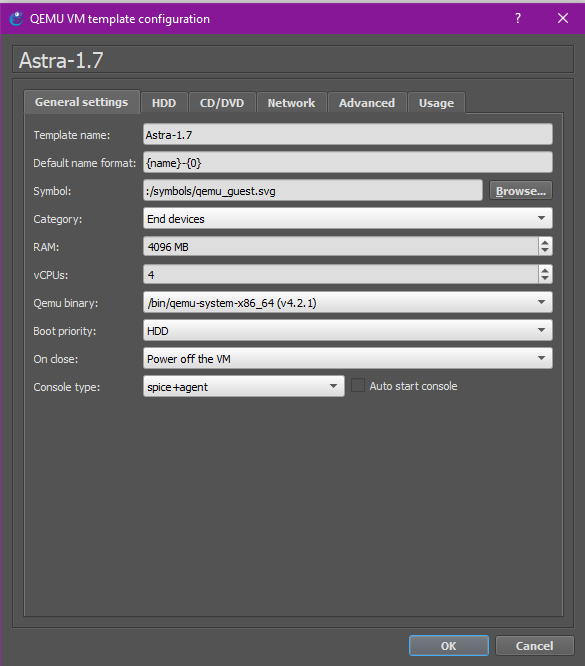 QEMU VM template configuration ?
Astra-1.7
General settings HDD CD/DVD Network Advanced Usage
Template name: Astra-1.7
Default name format: {name}-{0}
Symbol: :/symbols/qemu_guest.svg Browse...
Category: End devices
RAM: 4096 MB
vCPUs: 4
Qemu binary: /bin/qemu-system-x86_64 (v4.2.1)
Boot priority: HDD
On close: Power off the VM
Console type: spice+agent Auto start console
OK Cancel